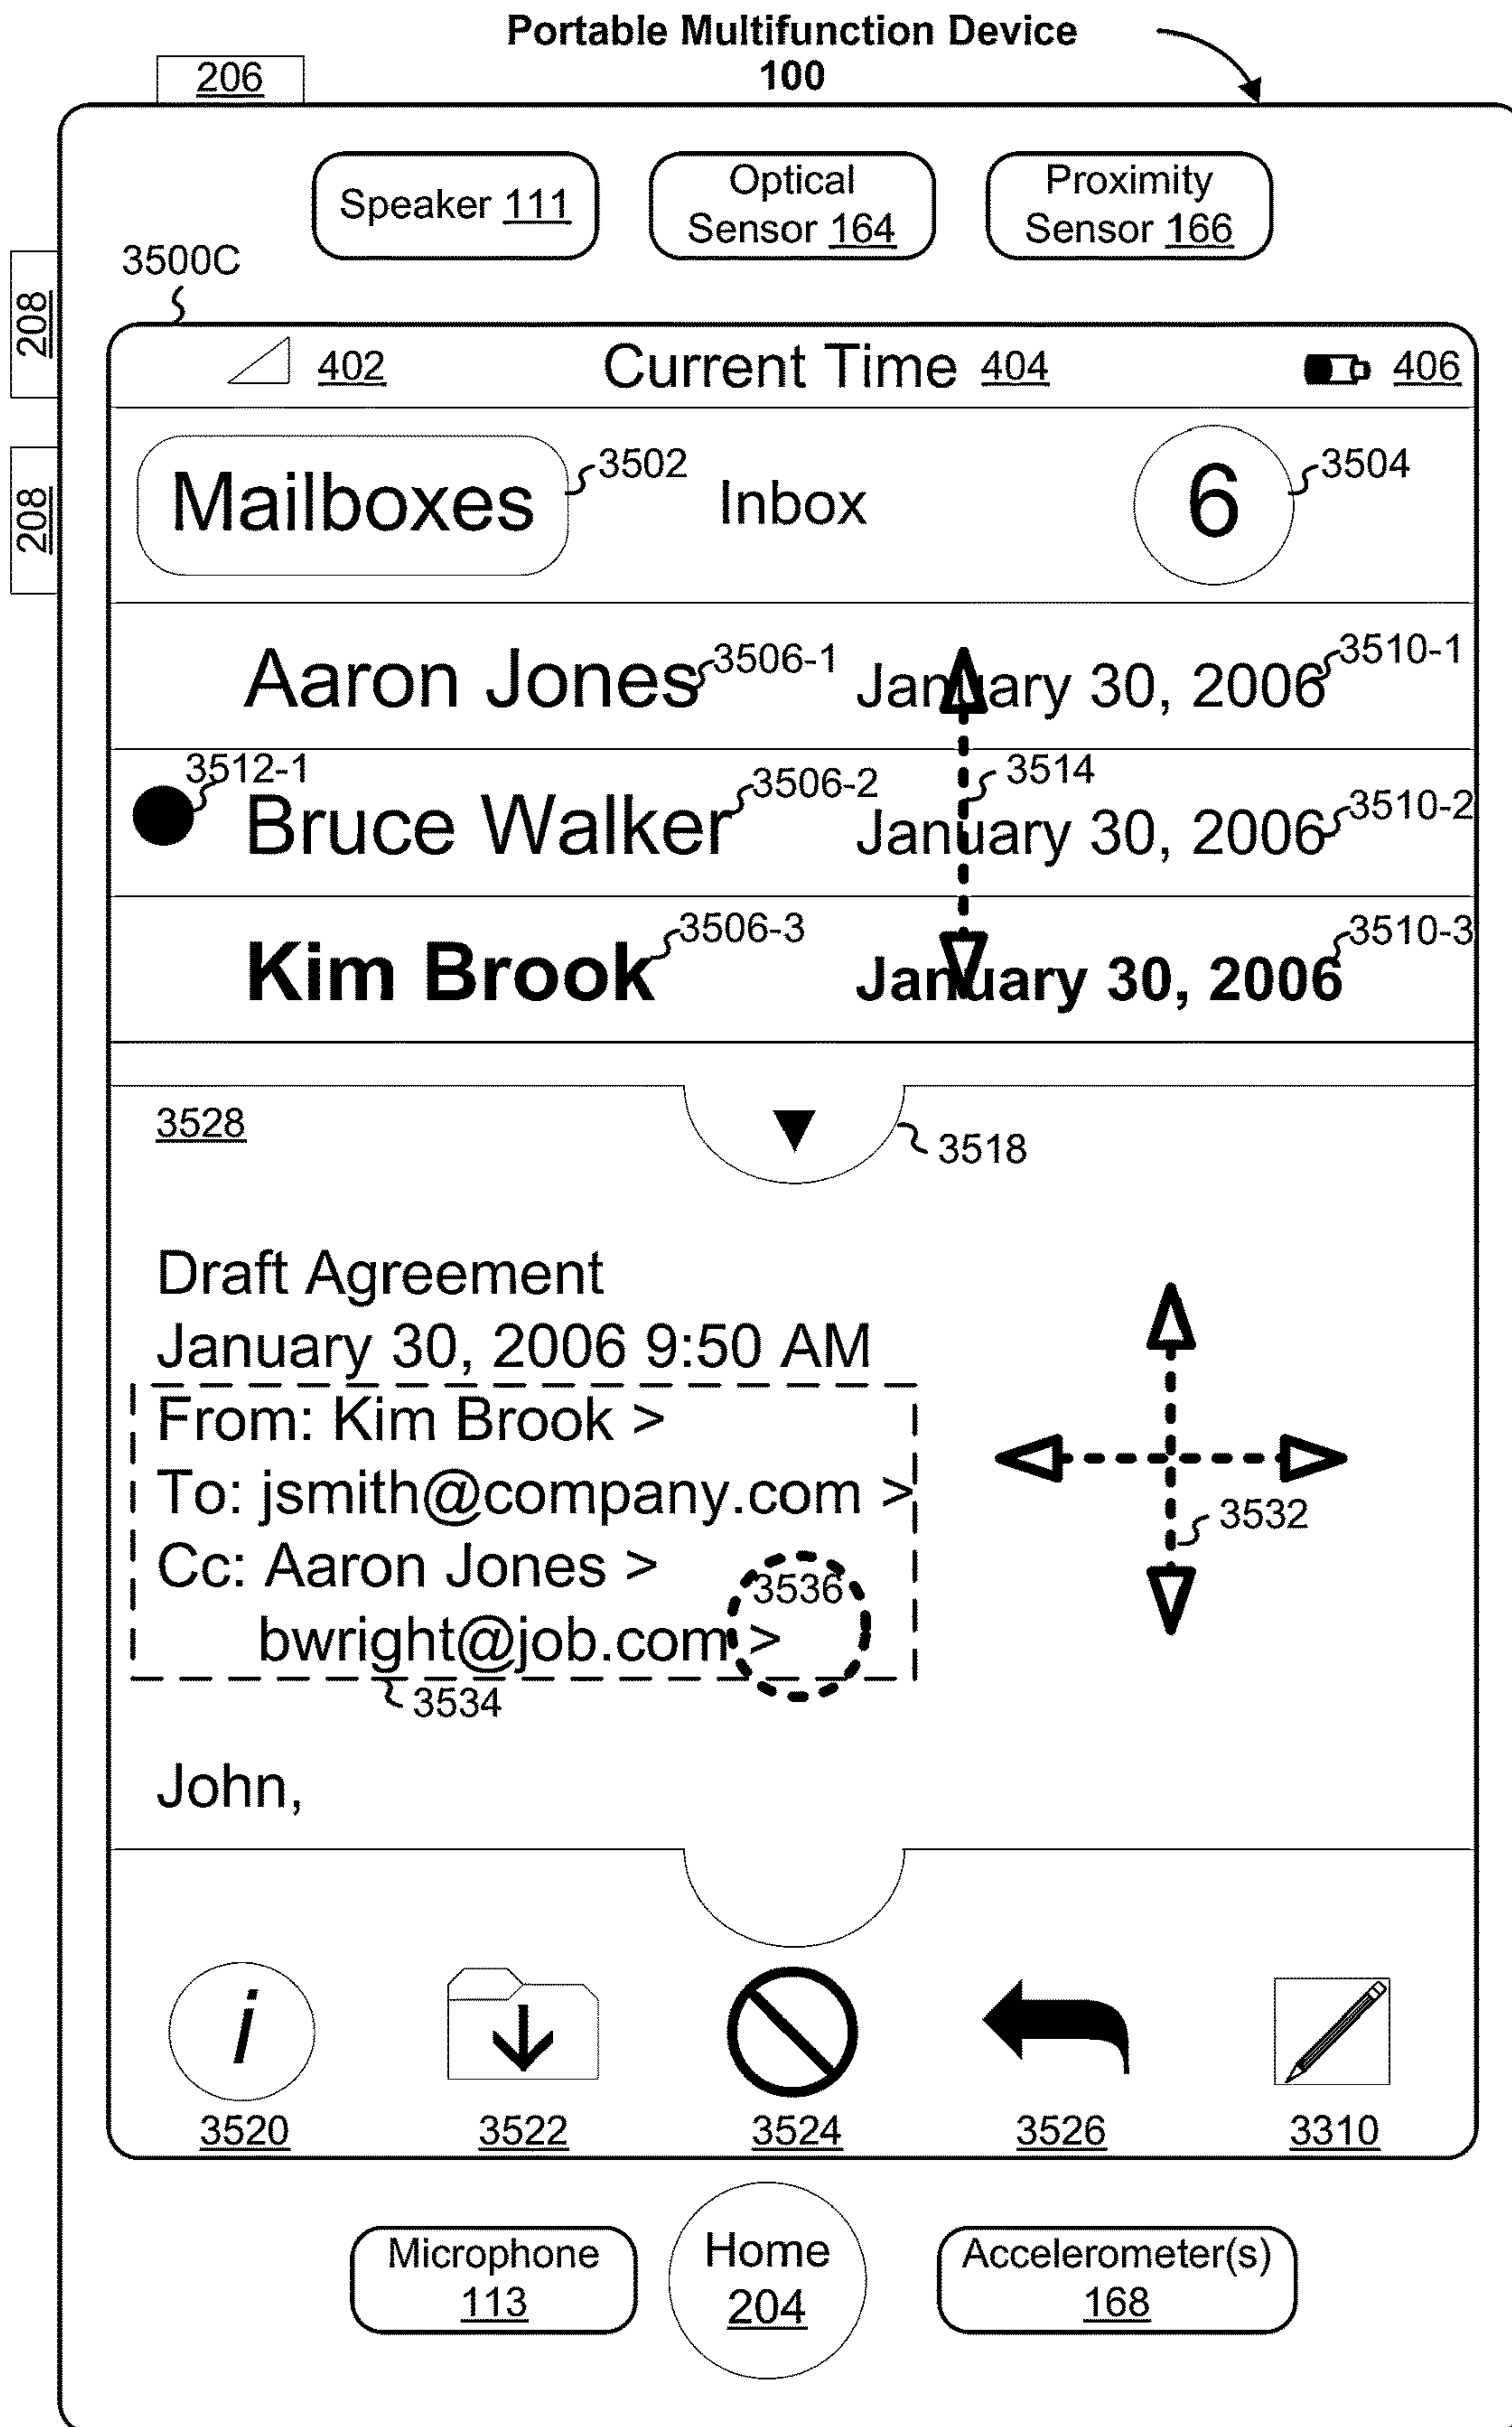 Portable Multifunction Device
100
206
Speaker 111
Optical
Sensor 164
Proximity
Sensor 166
3500C
208
208
402
Current Time 404
406
Mailboxes
3502
Inbox
6
3504
Aaron Jones
3506-1
January 30, 2006
3510-1
3512-1
Bruce Walker
3506-2
3514
January 30, 2006
3510-2
Kim Brook
3506-3
January 30, 2006
3510-3
3528
3518
Draft Agreement
January 30, 2006 9:50 AM
From: Kim Brook >
To: jsmith@company.com >
3532
Cc: Aaron Jones >
3536
bwright@job.com >
3534
John,
i
3520
3522
3524
3526
3310
Microphone
113
Home
204
Accelerometer(s)
168